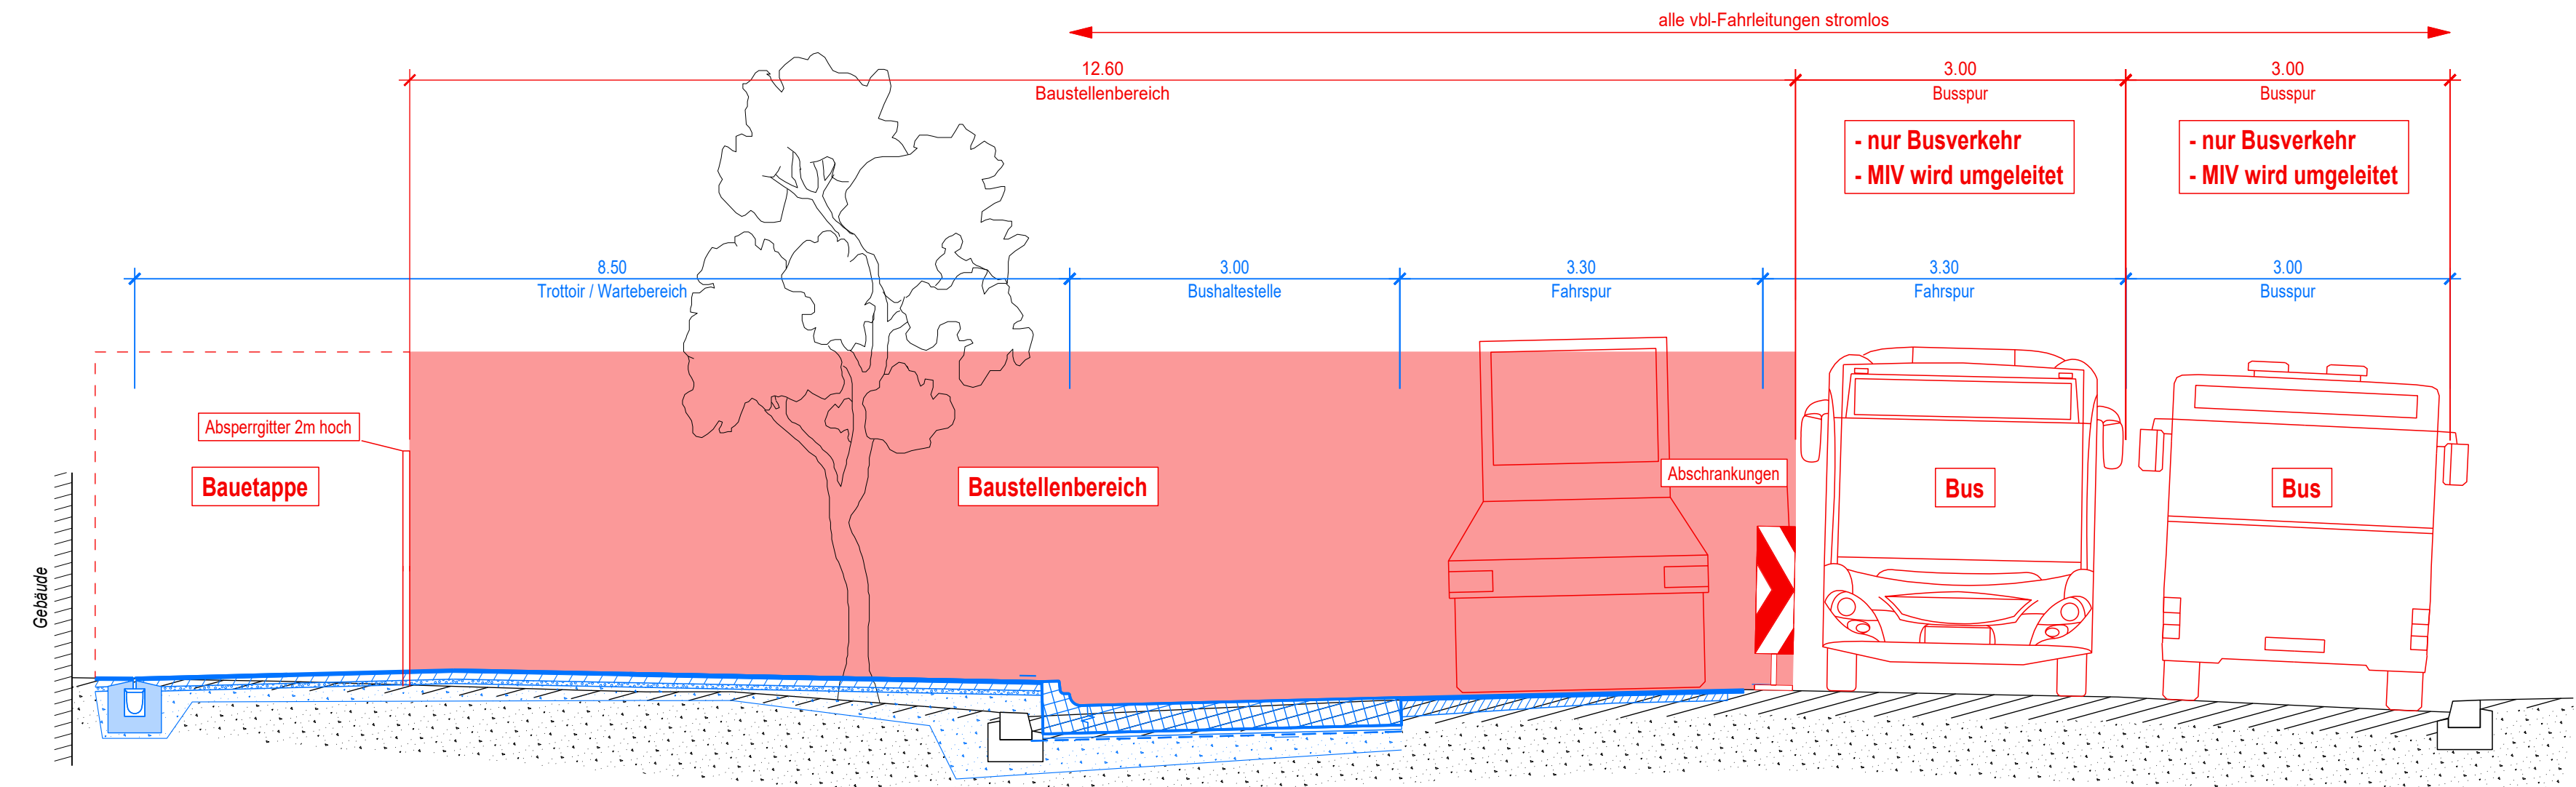 alle vbl-Fahrleitungen stromlos
12.60
Baustellenbereich
3.00
Busspur
3.00
Busspur
- nur Busverkehr
- MIV wird umgeleitet
- nur Busverkehr
- MIV wird umgeleitet
8.50
Trottoir / Wartebereich
3.00
Bushaltestelle
3.30
Fahrspur
3.30
Fahrspur
3.00
Busspur
Absperrgitter 2m hoch
Bauetappe
Baustellenbereich
Abschrankungen
Bus
Bus
Gebäude